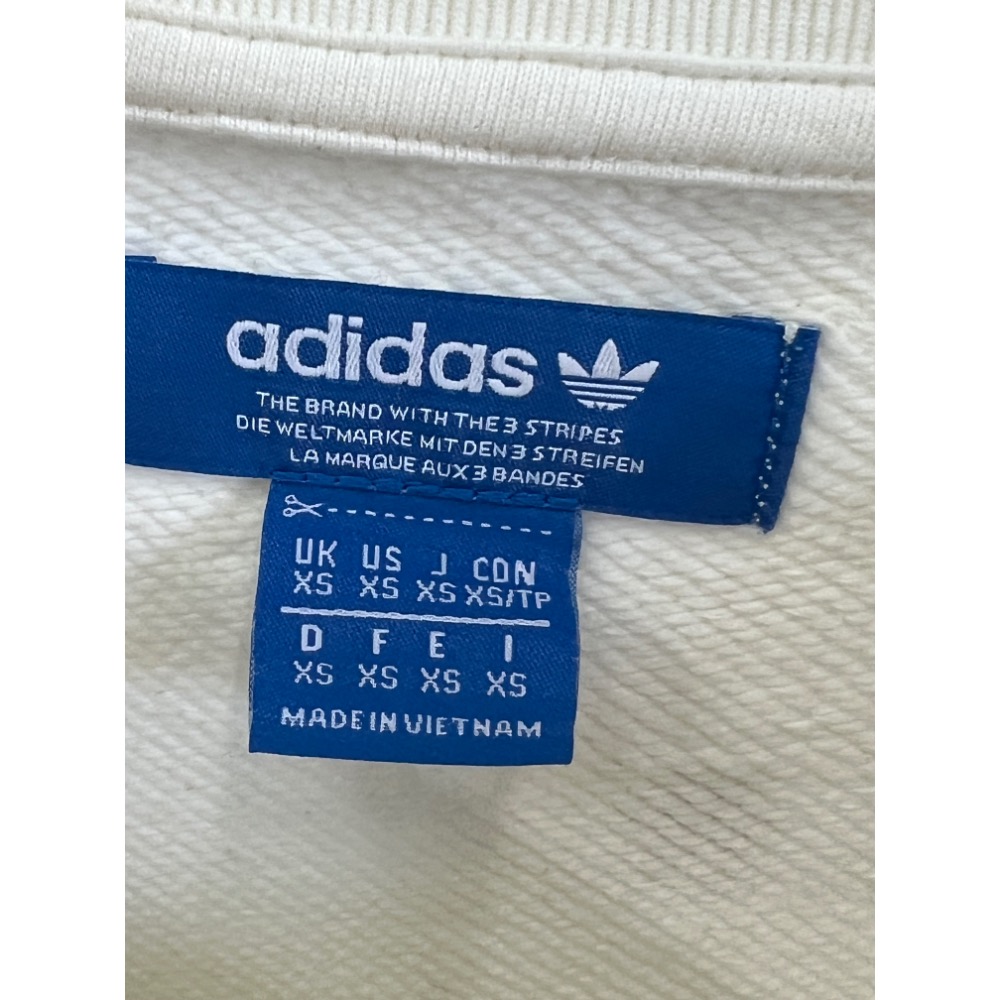 adidas
THE BRAND WITH THE 3 STRIPES
DIE WELTMARKE MIT DEN 3 STREIFEN
LA MARQUE AUX 3 BANDES
UK US J CDN
XS XS XS XS/TP
D F E I
XS XS XS XS
MADE IN VIETNAM